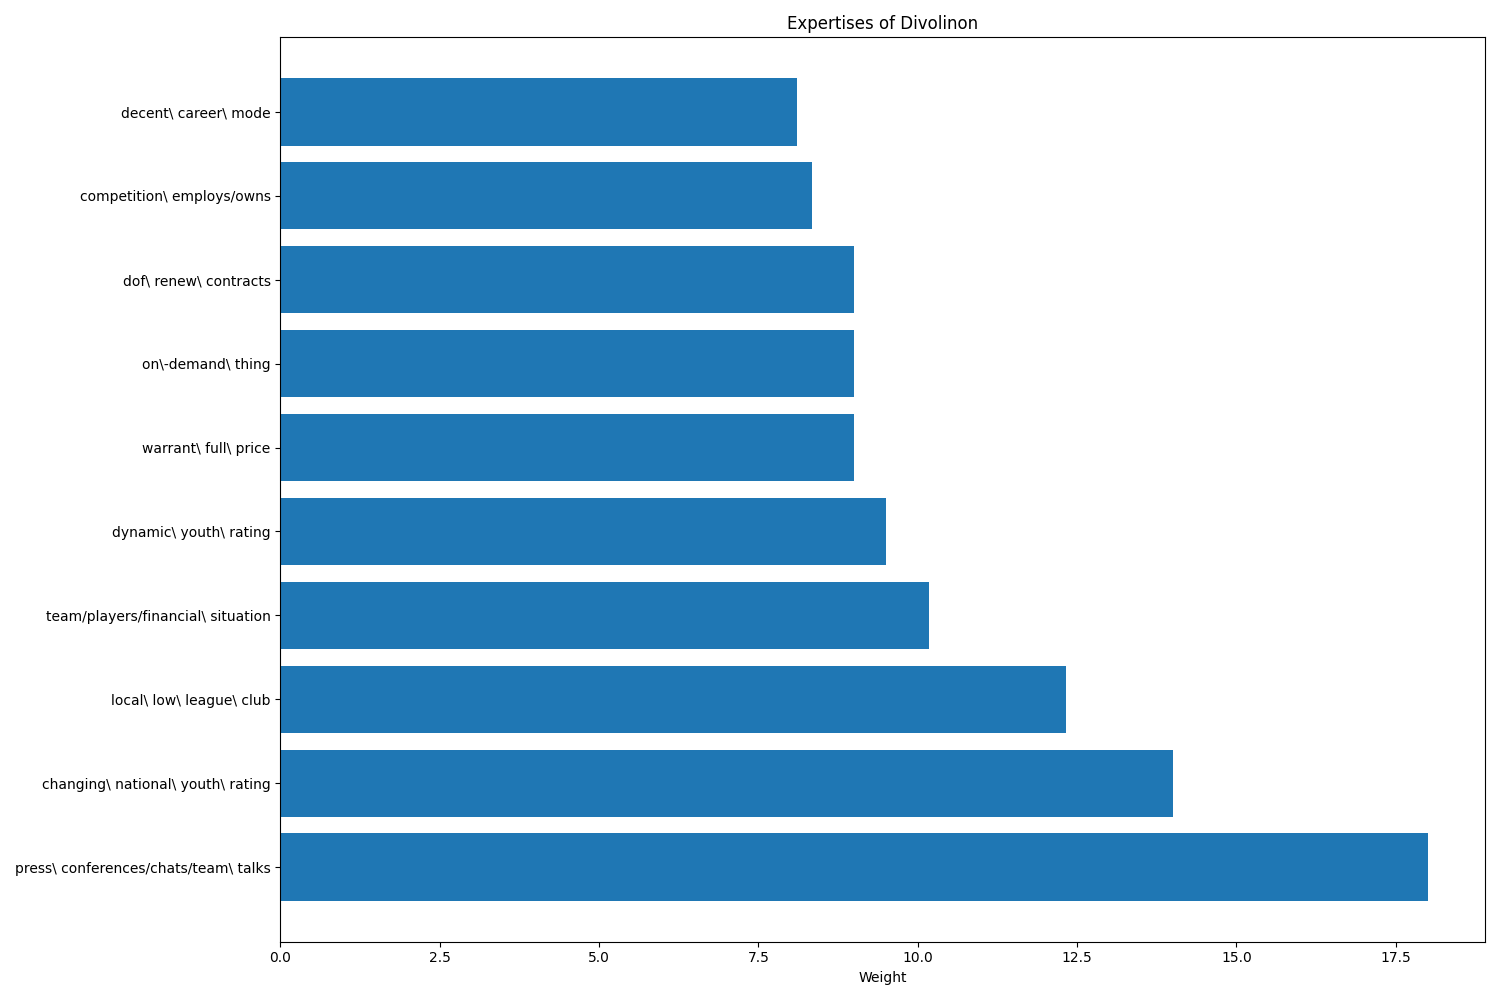 Expertises of Divolinon
decent\ career\ mode
competition\ employs/owns
dof\ renew\ contracts
on\-demand\ thing
warrant\ full\ price
dynamic\ youth\ rating
team/players/financial\ situation
local\ low\ league\ club
changing\ national\ youth\ rating
press\ conferences/chats/team\ talks
0.0 2.5 5.0 7.5 10.0 12.5 15.0 17.5
Weight